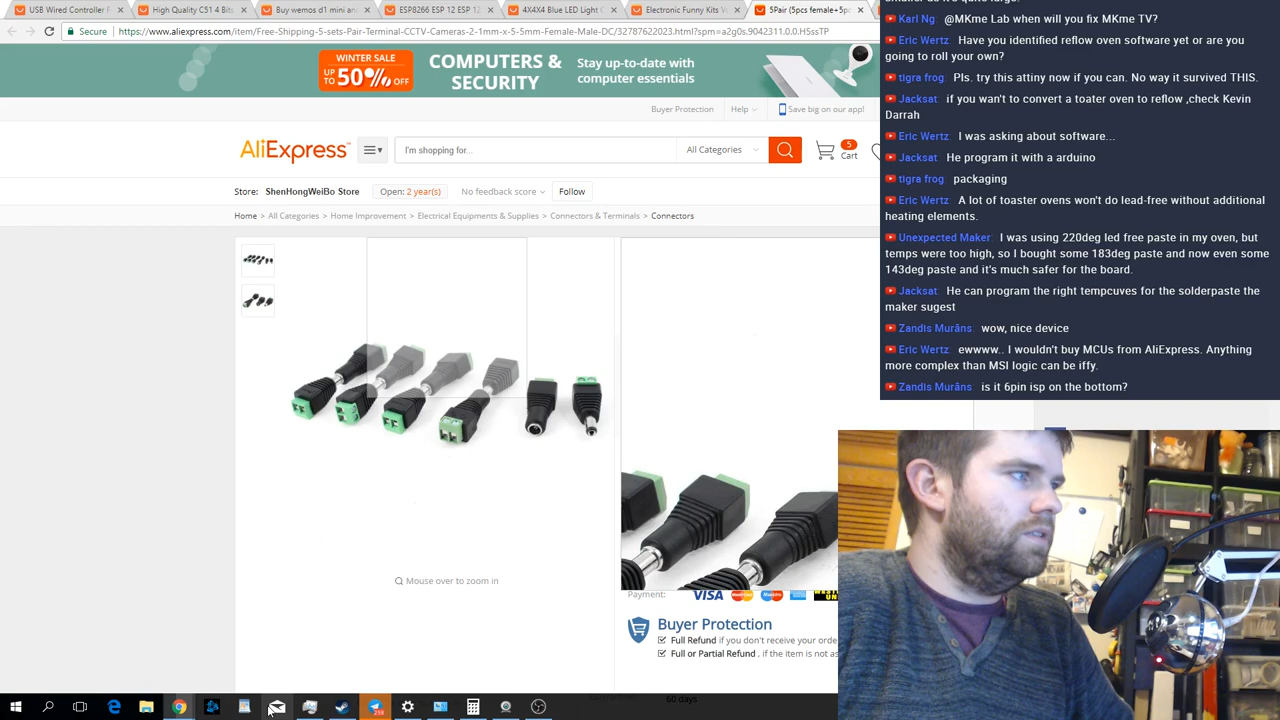 USB Wired Controller F
High Quality C51 4 Bits
Buy wemos d1 mini and
ESP8266 ESP 12 ESP 12
4X4X4 Blue LED Light C
Electronic Funny Kits V
5Pair (5pcs female+5pc
Secure
https://www.aliexpress.com/item/Free-Shipping-5-sets-Pair-Terminal-CCTV-Cameras-2-1mm-x-5-5mm-Female-Male-DC/32787622023.html?spm=a2g0s.9042311.0.0.H5ssTP
WINTER SALE
UP TO 50% OFF
COMPUTERS &
SECURITY
Stay up-to-date with
computer essentials
Buyer Protection
Help
Save big on our app!
AliExpress
I'm shopping for...
All Categories
5
Cart
Store: ShenHongWeiBo Store
Open: 2 year(s)
No feedback score
Follow
Home > All Categories > Home Improvement > Electrical Equipments & Supplies > Connectors & Terminals > Connectors
Mouse over to zoom in
Payment:
VISA
Buyer Protection
Full Refund if you don't receive your orde
Full or Partial Refund , if the item is not as
60 days
Karl Ng: @MKme Lab when will you fix MKme TV?
Eric Wertz: Have you identified reflow oven software yet or are you
going to roll your own?
tigra frog: Pls. try this attiny now if you can. No way it survived THIS.
Jacksat: if you wan't to convert a toater oven to reflow ,check Kevin
Darrah
Eric Wertz: I was asking about software...
Jacksat: He program it with a arduino
tigra frog: packaging
Eric Wertz: A lot of toaster ovens won't do lead-free without additional
heating elements.
Unexpected Maker: I was using 220deg led free paste in my oven, but
temps were too high, so I bought some 183deg paste and now even some
143deg paste and it's much safer for the board.
Jacksat: He can program the right tempcuves for the solderpaste the
maker sugest
Zandis Murāns: wow, nice device
Eric Wertz: ewwww.. I wouldn't buy MCUs from AliExpress. Anything
more complex than MSI logic can be iffy.
Zandis Murāns: is it 6pin isp on the bottom?